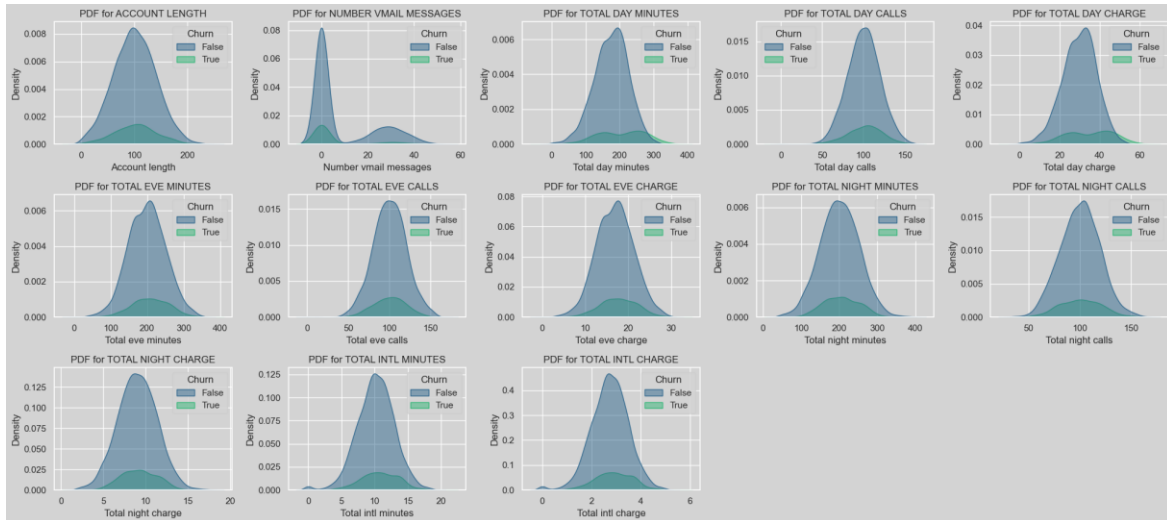 PDF for ACCOUNT LENGTH
Churn
False
True
Density
0.008
0.006
0.004
0.002
0.000
0 100 200
Account length
PDF for NUMBER VMAIL MESSAGES
Churn
False
True
Density
0.08
0.06
0.04
0.02
0.00
0 20 40 60
Number vmail messages
PDF for TOTAL DAY MINUTES
Churn
False
True
Density
0.006
0.004
0.002
0.000
0 100 200 300 400
Total day minutes
PDF for TOTAL DAY CALLS
Churn
False
True
Density
0.015
0.010
0.005
0.000
0 50 100 150
Total day calls
PDF for TOTAL DAY CHARGE
Churn
False
True
Density
0.04
0.03
0.02
0.01
0.00
0 20 40 60
Total day charge
PDF for TOTAL EVE MINUTES
Churn
False
True
Density
0.006
0.004
0.002
0.000
0 100 200 300 400
Total eve minutes
PDF for TOTAL EVE CALLS
Churn
False
True
Density
0.015
0.010
0.005
0.000
0 50 100 150
Total eve calls
PDF for TOTAL EVE CHARGE
Churn
False
True
Density
0.08
0.06
0.04
0.02
0.00
0 10 20 30
Total eve charge
PDF for TOTAL NIGHT MINUTES
Churn
False
True
Density
0.006
0.004
0.002
0.000
100 200 300 400
Total night minutes
PDF for TOTAL NIGHT CALLS
Churn
False
True
Density
0.015
0.010
0.005
0.000
50 100 150
Total night calls
PDF for TOTAL NIGHT CHARGE
Churn
False
True
Density
0.125
0.100
0.075
0.050
0.025
0.000
0 5 10 15 20
Total night charge
PDF for TOTAL INTL MINUTES
Churn
False
True
Density
0.125
0.100
0.075
0.050
0.025
0.000
0 5 10 15 20
Total intl minutes
PDF for TOTAL INTL CHARGE
Churn
False
True
Density
0.4
0.3
0.2
0.1
0.0
0 2 4 6
Total intl charge